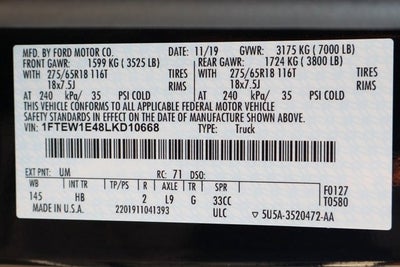 MFD. BY FORD MOTOR CO. 11/19 GVWR: 3175 KG (7000 LB)
FRONT GAWR: 1599 KG (3525 LB) REAR GAWR: 1724 KG (3800 LB)
WITH 275/65R18 116T TIRES WITH 275/65R18 116T TIRES
18x7.5J RIMS 18x7.5J RIMS
AT 240 kPa/ 35 PSI COLD AT 240 kPa/ 35 PSI COLD
THIS VEHICLE CONFORMS TO ALL APPLICABLE FEDERAL MOTOR VEHICLE
SAFETY STANDARDS IN EFFECT ON THE DATE OF MANUFACTURE SHOWN ABOVE.
VIN: 1FTEW1E48LKD10668 TYPE: Truck
EXT PNT: UM RC: 71 DSO:
WB INT TR TP/PS R AXLE TR SPR F0127
145 HB 2 L9 G 33CC T0580
MADE IN U.S.A. 2201911041393 ULC 5U5A-3520472-AA